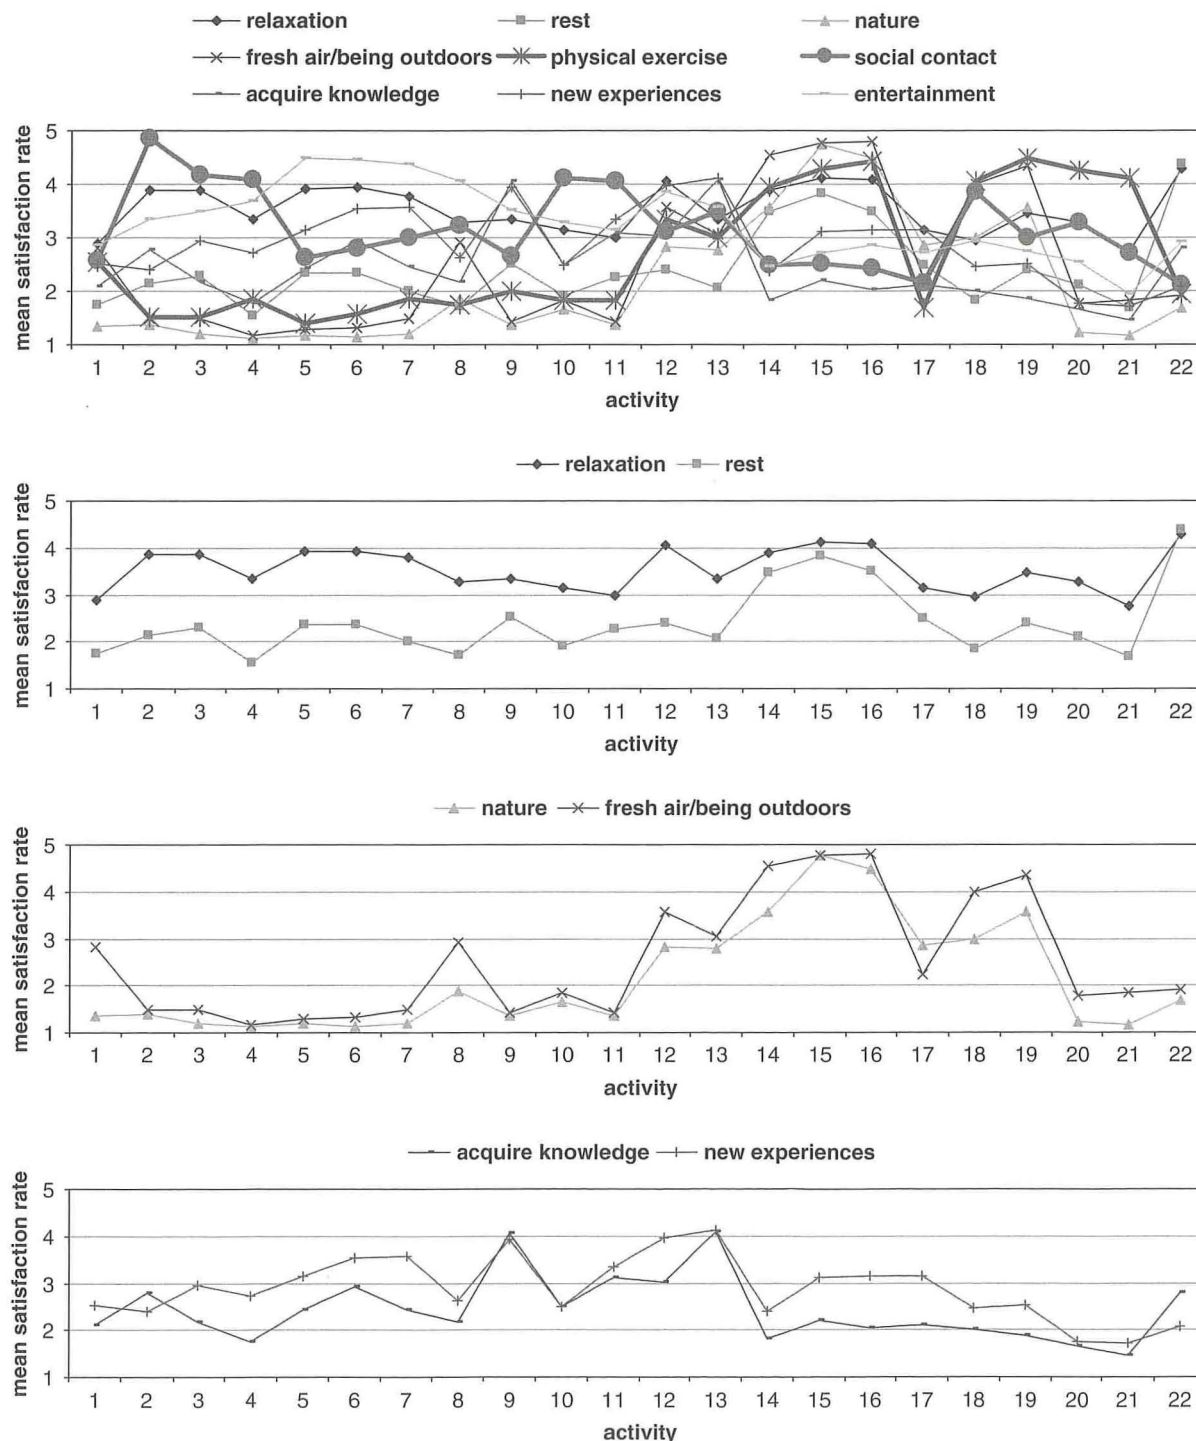 relaxation rest nature
fresh air/being outdoors physical exercise social contact
acquire knowledge new experiences entertainment
mean satisfaction rate
5
4
3
2
1
1 2 3 4 5 6 7 8 9 10 11 12 13 14 15 16 17 18 19 20 21 22
activity
relaxation rest
mean satisfaction rate
5
4
3
2
1
1 2 3 4 5 6 7 8 9 10 11 12 13 14 15 16 17 18 19 20 21 22
activity
nature fresh air/being outdoors
mean satisfaction rate
5
4
3
2
1
1 2 3 4 5 6 7 8 9 10 11 12 13 14 15 16 17 18 19 20 21 22
activity
acquire knowledge new experiences
mean satisfaction rate
5
4
3
2
1
1 2 3 4 5 6 7 8 9 10 11 12 13 14 15 16 17 18 19 20 21 22
activity